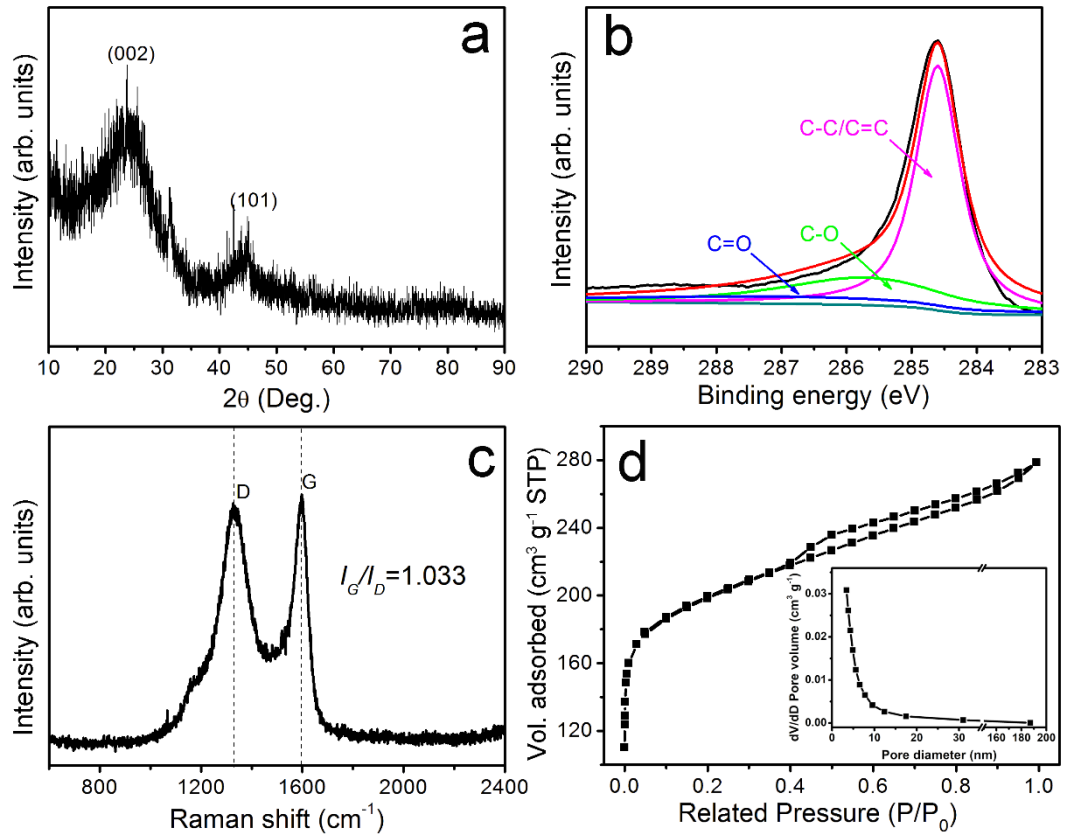 a
(002)
(101)
Intensity (arb. units)
10 20 30 40 50 60 70 80 90
2θ (Deg.)
b
C-C/C=C
C=O
C-O
Intensity (arb. units)
290 289 288 287 286 285 284 283
Binding energy (eV)
c
D
G
I_G/I_D=1.033
Intensity (arb. units)
800 1200 1600 2000 2400
Raman shift (cm⁻¹)
d
Vol. adsorbed (cm³ g⁻¹ STP)
280
240
200
160
120
0.0 0.2 0.4 0.6 0.8 1.0
Related Pressure (P/P₀)
dV/dD Pore volume (cm³ g⁻¹)
0.03
0.02
0.01
0.00
0 10 20 30 160 180 200
Pore diameter (nm)